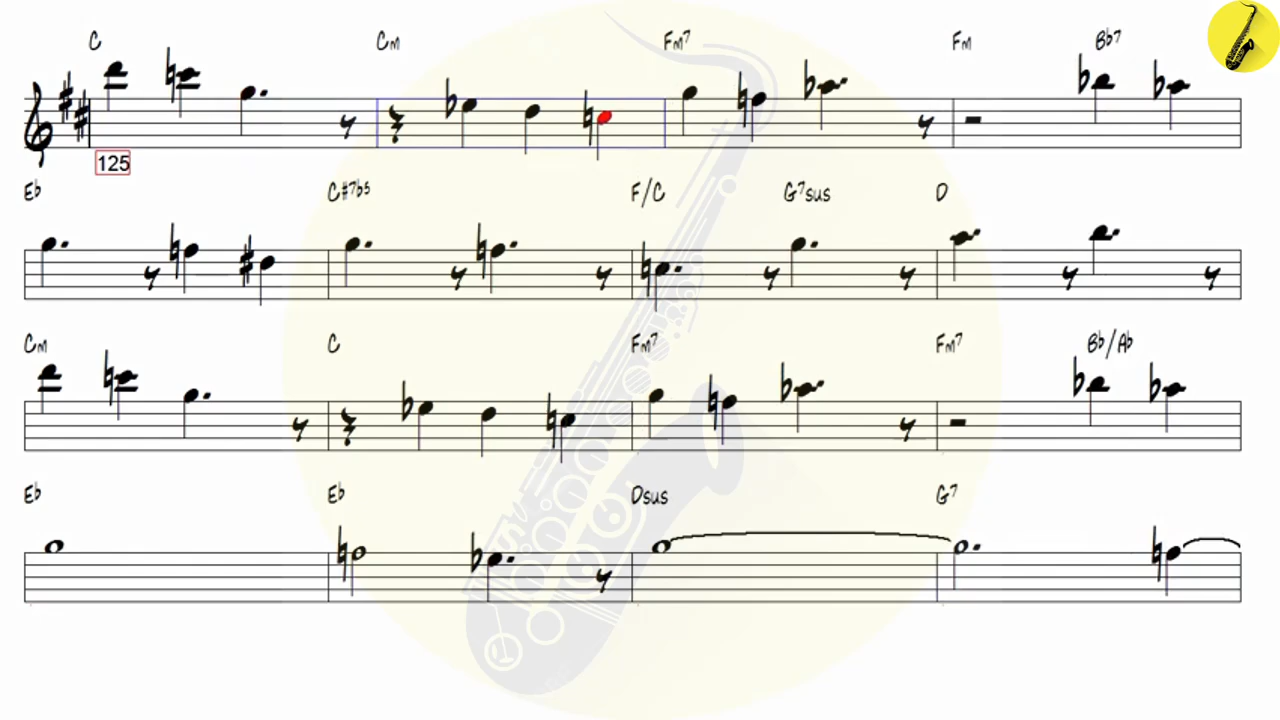 C Cm Fm7 Fm Bb7
125
Eb C#7b5 F/C G7sus D
Cm C Fm7 Fm7 Bb/Ab
Eb Eb Dsus G7